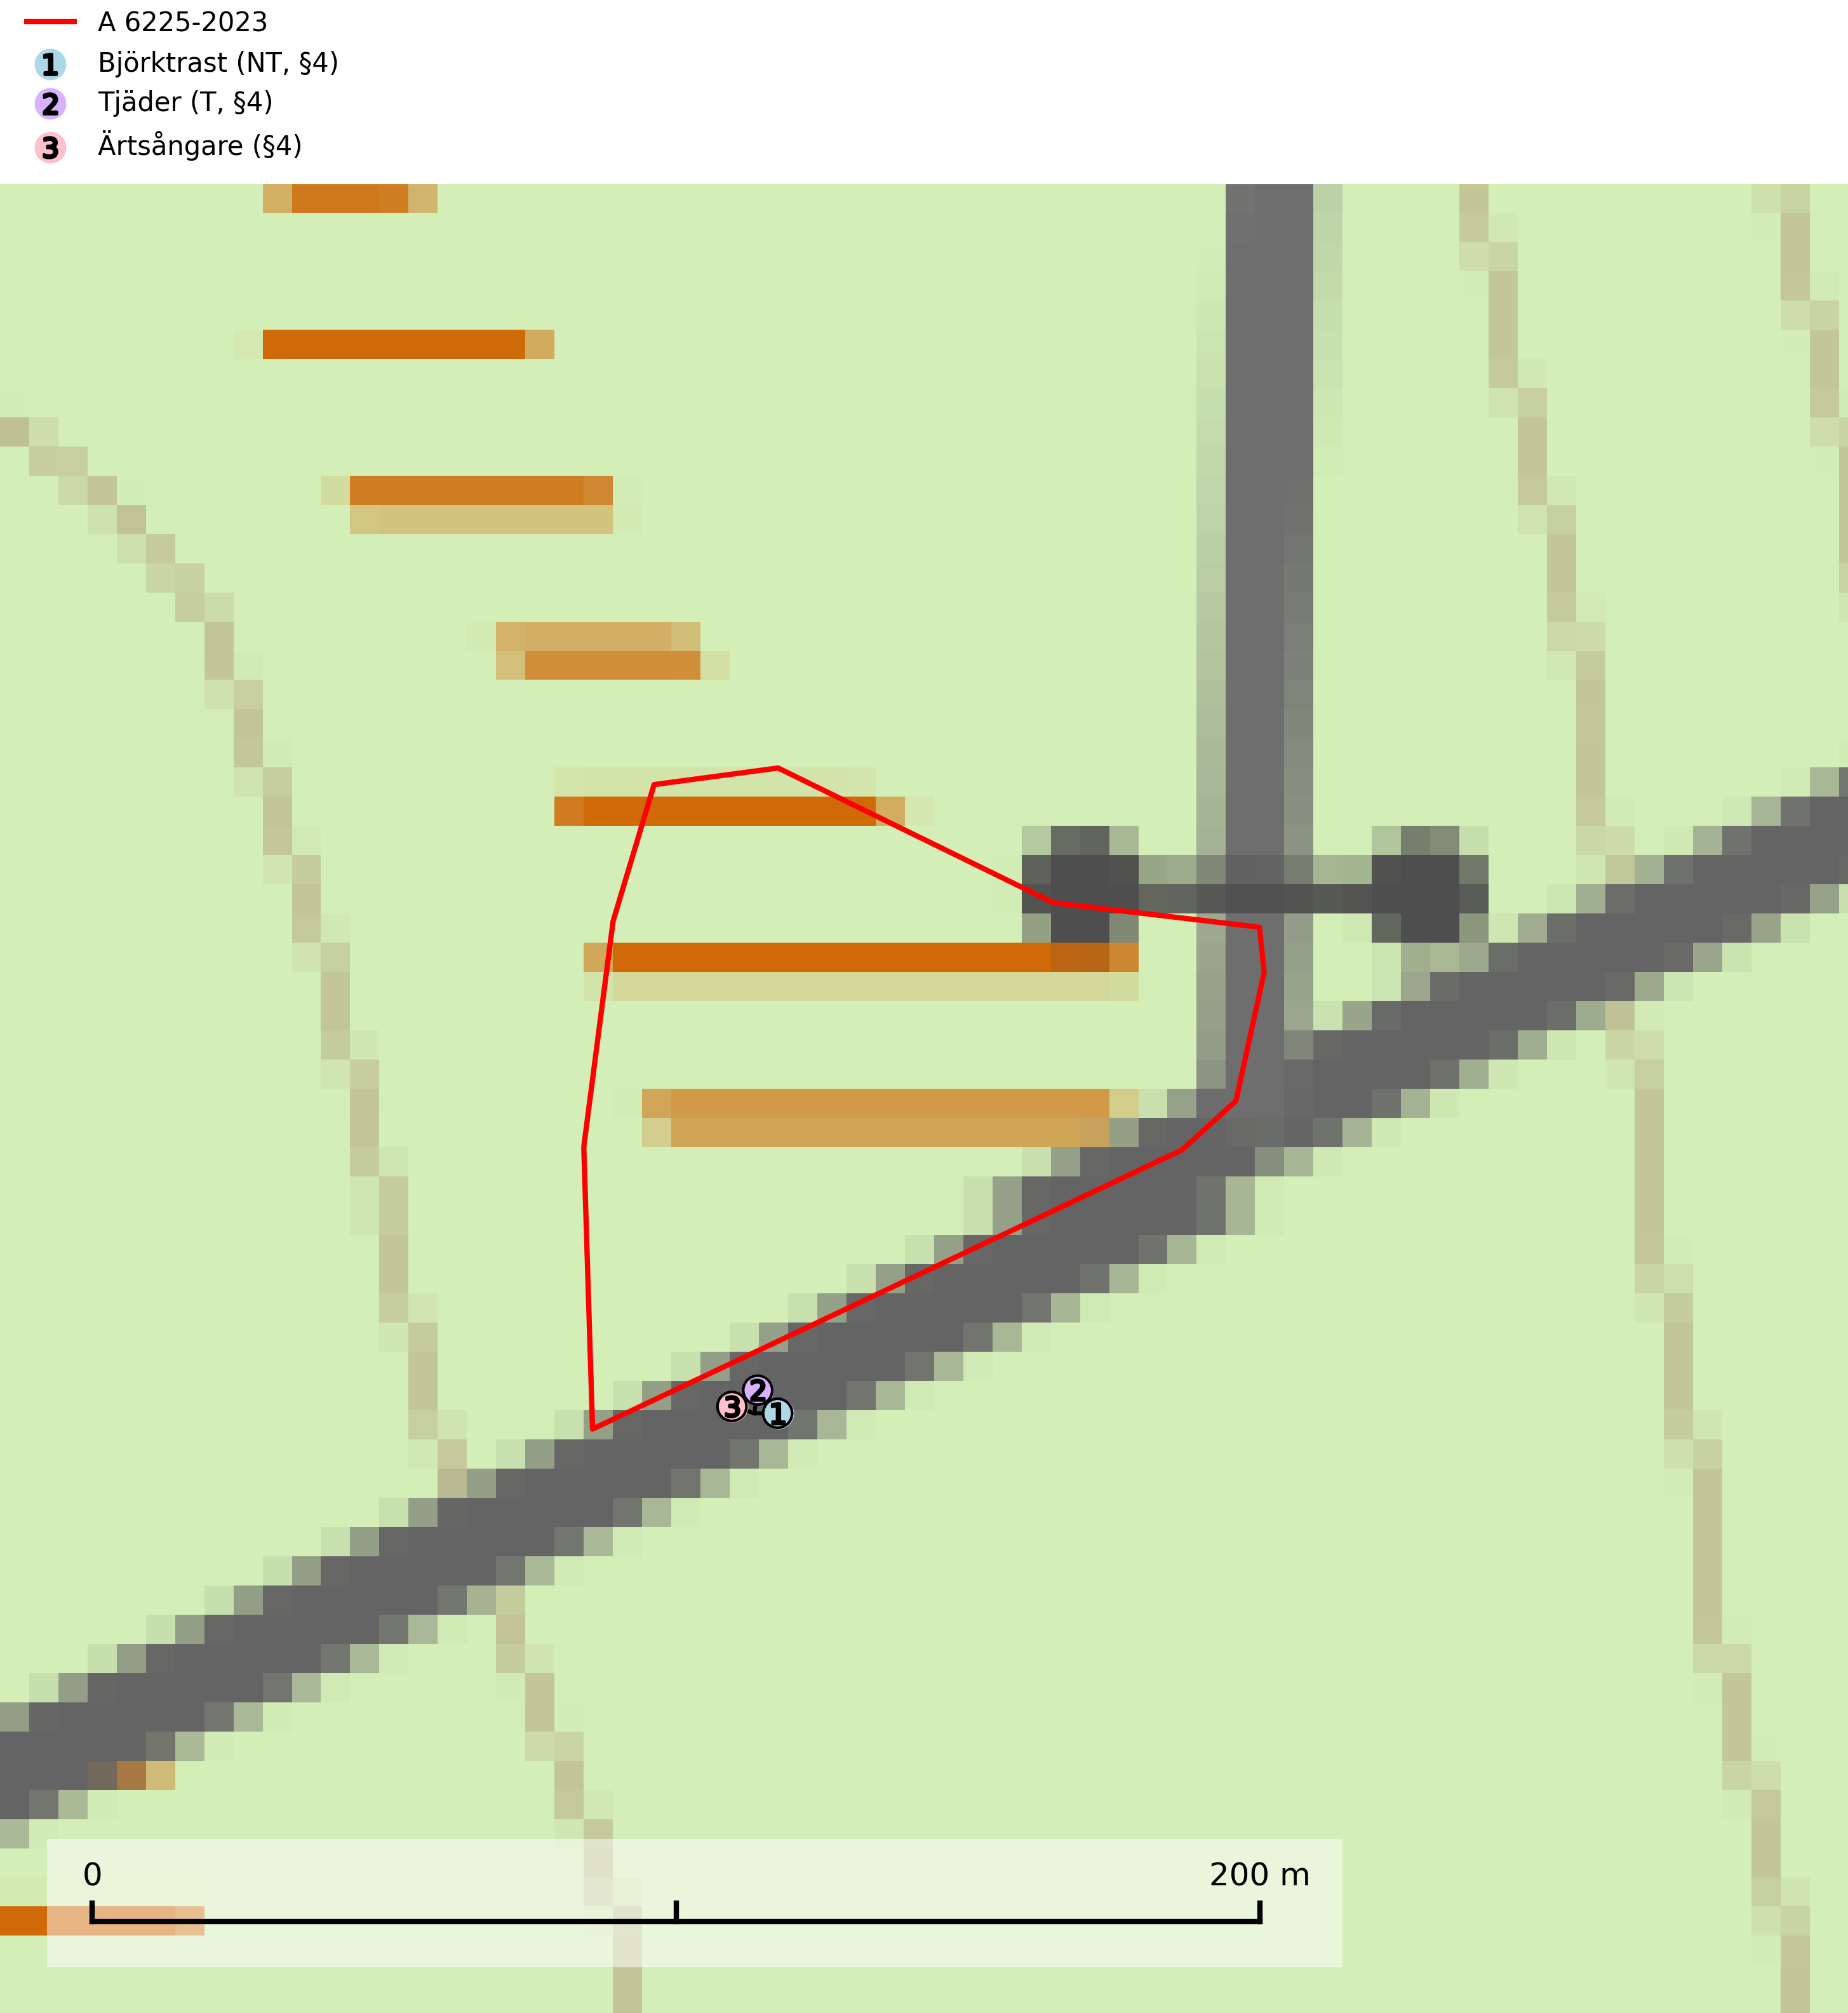 A 6225-2023
1 Björktrast (NT, §4)
2 Tjäder (T, §4)
3 Ärtsångare (§4)
2
3
1
0 200 m